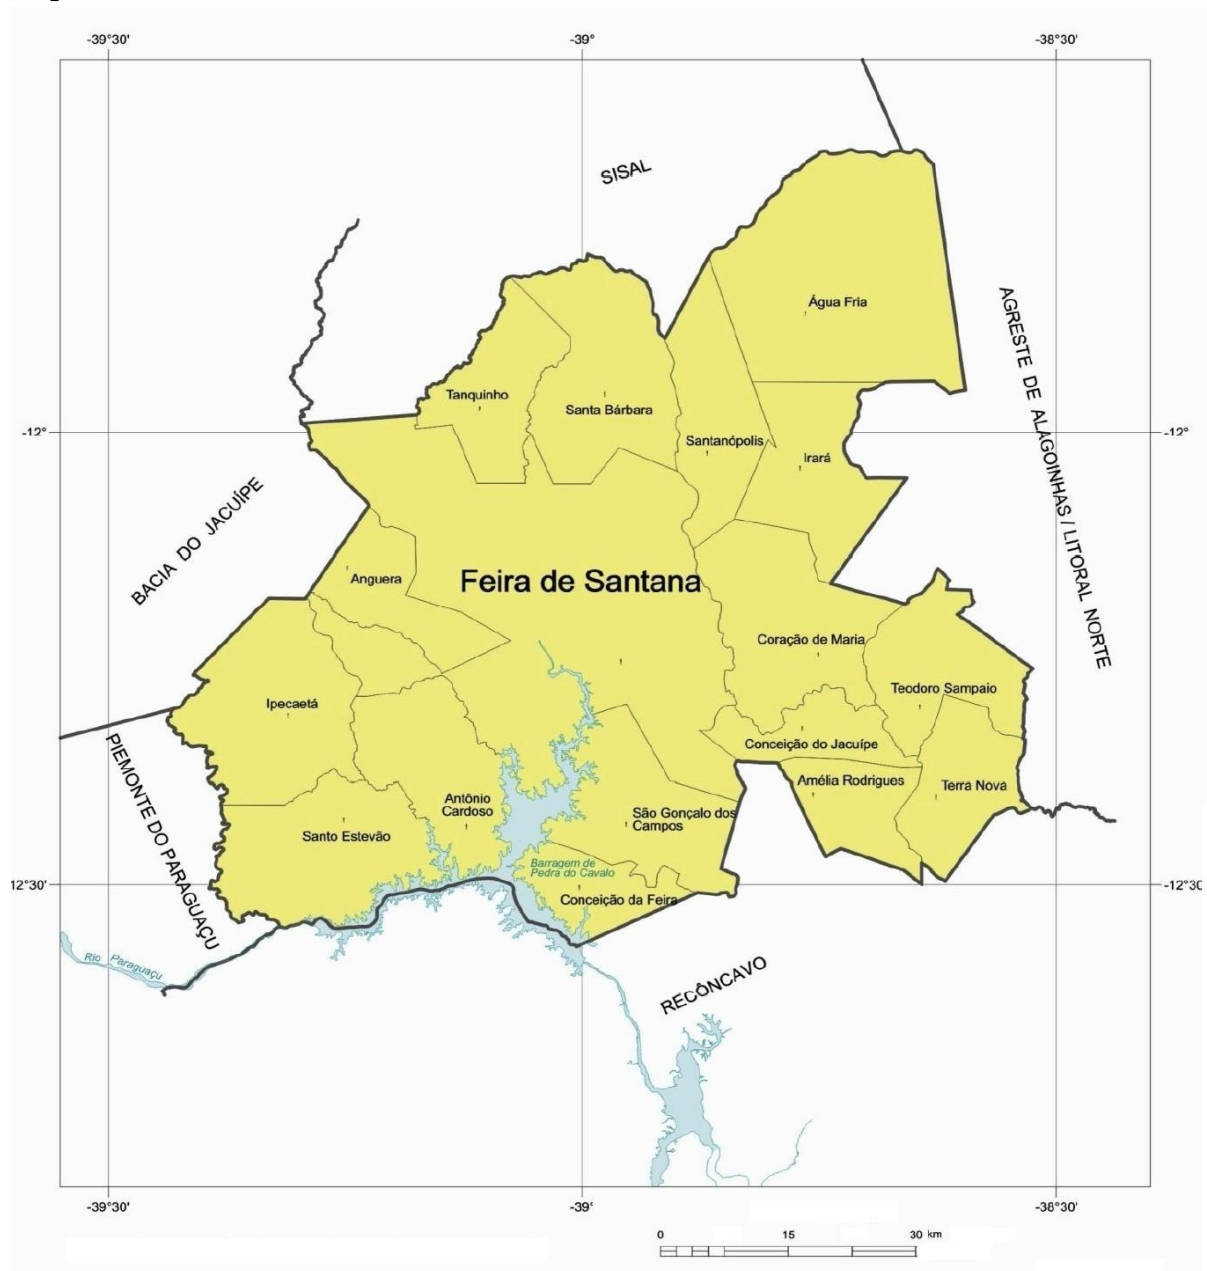 -39°30'
-39°
-38°30'
SISAL
Água Fria
AGRESTE DE ALAGOINHAS / LITORAL NORTE
Tanquinho
Santa Bárbara
-12°
-12°
Santanópolis
Irará
BACIA DO JACUÍPE
Anguera
Feira de Santana
Coração de Maria
Teodoro Sampaio
Ipecaetá
PIEMONTE DO PARAGUAÇU
Conceição do Jacuípe
Amélia Rodrigues
Terra Nova
Antônio
Cardoso
São Gonçalo dos
Campos
Santo Estevão
Barragem de
Pedra do Cavalo
12°30'
-12°30
Conceição da Feira
Rio Paraguaçu
RECÔNCAVO
-39°30'
-39°
-38°30'
0 15 30 km